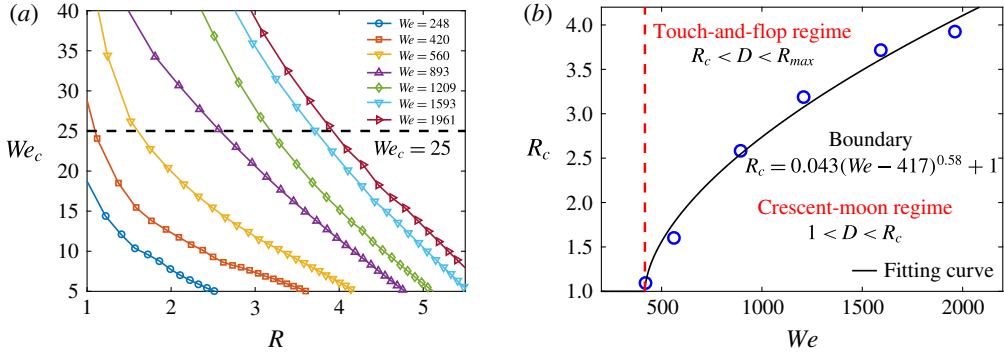 (a)
40
35
30
25
20
15
10
5
We_c
1
2
3
4
5
R
We = 248
We = 420
We = 560
We = 893
We = 1209
We = 1593
We = 1961
We_c = 25
(b)
4.0
3.5
3.0
2.5
2.0
1.5
1.0
R_c
500
1000
1500
2000
We
Touch-and-flop regime
R_c < D < R_max
Boundary
R_c = 0.043(We − 417)^0.58 + 1
Crescent-moon regime
1 < D < R_c
Fitting curve